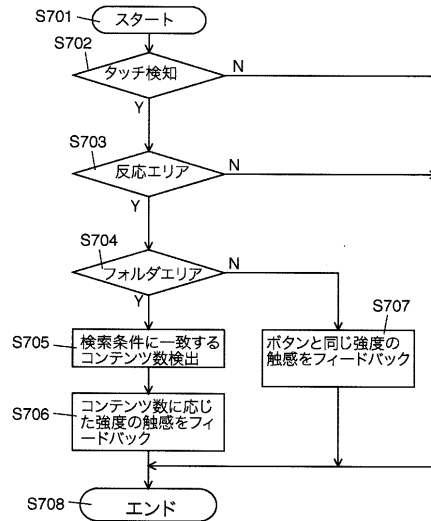 S701
スタート
S702
タッチ検知
N
Y
S703
反応エリア
N
Y
S704
フォルダエリア
N
Y
S705
検索条件に一致する
コンテンツ数検出
S707
ボタンと同じ強度の
触感をフィードバック
S706
コンテンツ数に応じ
た強度の触感をフィ
ードバック
S708
エンド